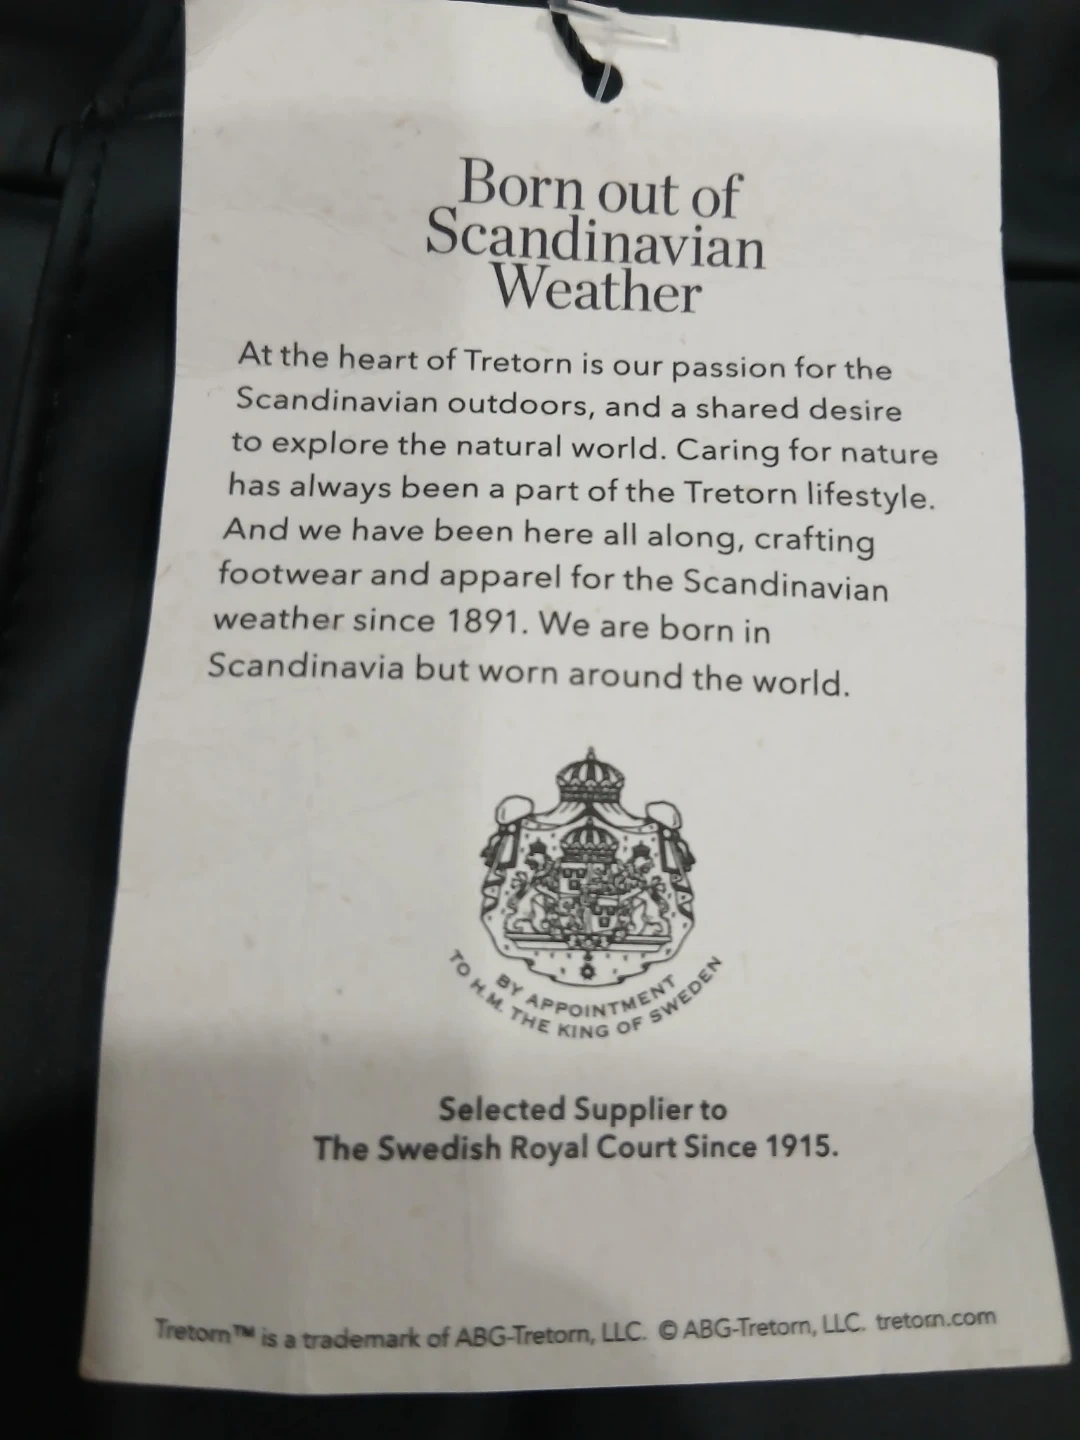 Born out of
Scandinavian
Weather
At the heart of Tretorn is our passion for the
Scandinavian outdoors, and a shared desire
to explore the natural world. Caring for nature
has always been a part of the Tretorn lifestyle.
And we have been here all along, crafting
footwear and apparel for the Scandinavian
weather since 1891. We are born in
Scandinavia but worn around the world.
BY APPOINTMENT
TO H.M. THE KING OF SWEDEN
Selected Supplier to
The Swedish Royal Court Since 1915.
Tretorn™ is a trademark of ABG-Tretorn, LLC. © ABG-Tretorn, LLC. tretorn.com